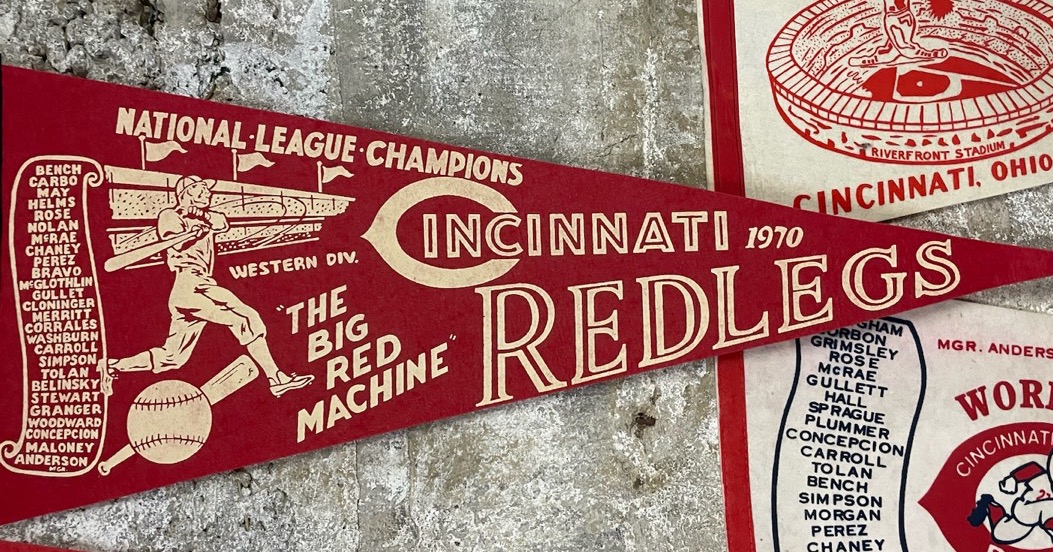 NATIONAL·LEAGUE·CHAMPIONS
BENCH
CARBO
MAY
HELMS
ROSE
NOLAN
McRAE
CHANEY
PEREZ
BRAVO
McGLOTHLIN
GULLET
CLONINGER
MERRITT
CORRALES
WASHBURN
CARROLL
SIMPSON
TOLAN
BELINSKY
STEWART
GRANGER
WOODWARD
CONCEPCION
MALONEY
ANDERSON
MGR.
WESTERN DIV.
"THE
BIG
RED
MACHINE"
CINCINNATI 1970
REDLEGS
RIVERFRONT STADIUM
CINCINNATI, OHIO
GHAM
GRIMSLEY
ROSE
McRAE
GULLETT
HALL
SPRAGUE
PLUMMER
CONCEPCION
CARROLL
TOLAN
BENCH
SIMPSON
MORGAN
PEREZ
CHANEY
MGR. ANDERS
WOR
CINCINNATI